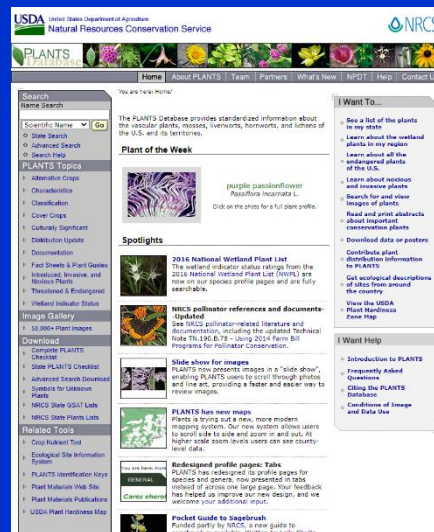 USDA United States Department of Agriculture
Natural Resources Conservation Service
NRCS
PLANTS
Database
Home | About PLANTS | Team | Partners | What's New | NPDT | Help | Contact U
Search
Name Search
Scientific Name Go
State Search
Advanced Search
Search Help
PLANTS Topics
Alternative Crops
Characteristics
Classification
Cover Crops
Culturally Significant
Distribution Update
Documentation
Fact Sheets & Plant Guides
Introduced, Invasive, and
Noxious Plants
Threatened & Endangered
Wetland Indicator Status
Image Gallery
50,000+ Plant Images
Download
Complete PLANTS
Checklist
State PLANTS Checklist
Advanced Search Download
Symbols for Unknown
Plants
NRCS State GSAT Lists
NRCS State Plants Lists
Related Tools
Crop Nutrient Tool
Ecological Site Information
System
PLANTS Identification Keys
Plant Materials Web Site
Plant Materials Publications
USDA Plant Hardiness Map
You are here: Home/
The PLANTS Database provides standardized information about
the vascular plants, mosses, liverworts, hornworts, and lichens of
the U.S. and its territories.
Plant of the Week
purple passionflower
Passiflora incarnata L.
Click on the photo for a full plant profile.
Spotlights
2016 National Wetland Plant List
The wetland indicator status ratings from the
2016 National Wetland Plant List (NWPL) are
now on our species profile pages and are fully
searchable.
NRCS pollinator references and documents-
-Updated
See NRCS pollinator-related literature and
documentation, including the updated Technical
Note TN.190.B.78 - Using 2014 Farm Bill
Programs for Pollinator Conservation.
Slide show for images
PLANTS now presents images in a "slide show",
enabling PLANTS users to scroll through photos
and line art, providing a faster and easier way to
review images.
PLANTS has new maps
Plants is trying out a new, more modern
mapping system. Our new system allows users
to scroll side to side and zoom in and out. At
higher scale zoom levels users can see county-
level data.
You are here:
GENERAL
Carex
Redesigned profile pages: Tabs
PLANTS has redesigned its profile pages for
species and genera, now presented in tabs
instead of across one large page. Your feedback
has helped us improve our new design, and we
welcome your additional input.
Pocket Guide to Sagebrush
Funded partly by NRCS, a new guide to
I Want To...
See a list of the plants
in my state
Learn about the wetland
plants in my region
Learn about all the
endangered plants
of the U.S.
Learn about noxious
and invasive plants
Search for and view
images of plants
Read and print abstracts
about important
conservation plants
Download data or posters
Contribute plant
distribution information
to PLANTS
Get ecological descriptions
of sites from around
the country
View the USDA
Plant Hardiness
Zone Map
I Want Help
Introduction to PLANTS
Frequently Asked
Questions
Citing the PLANTS
Database
Conditions of Image
and Data Use